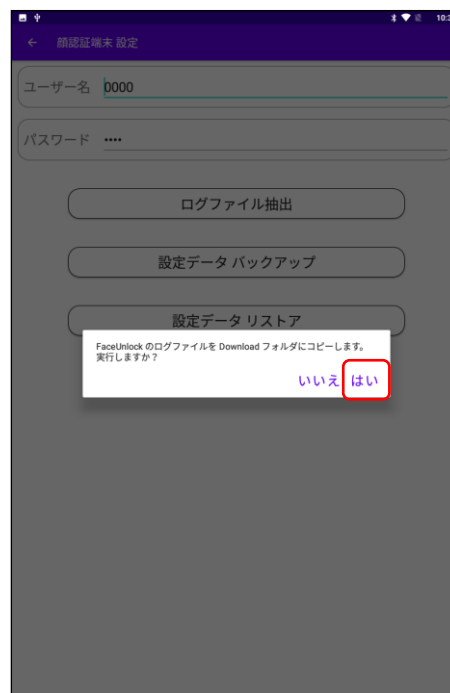 10:3
← 顔認証端末 設定
ユーザー名 0000
パスワード ••••
ログファイル抽出
設定データ バックアップ
設定データ リストア
FaceUnlock のログファイルを Download フォルダにコピーします。
実行しますか？
いいえ はい